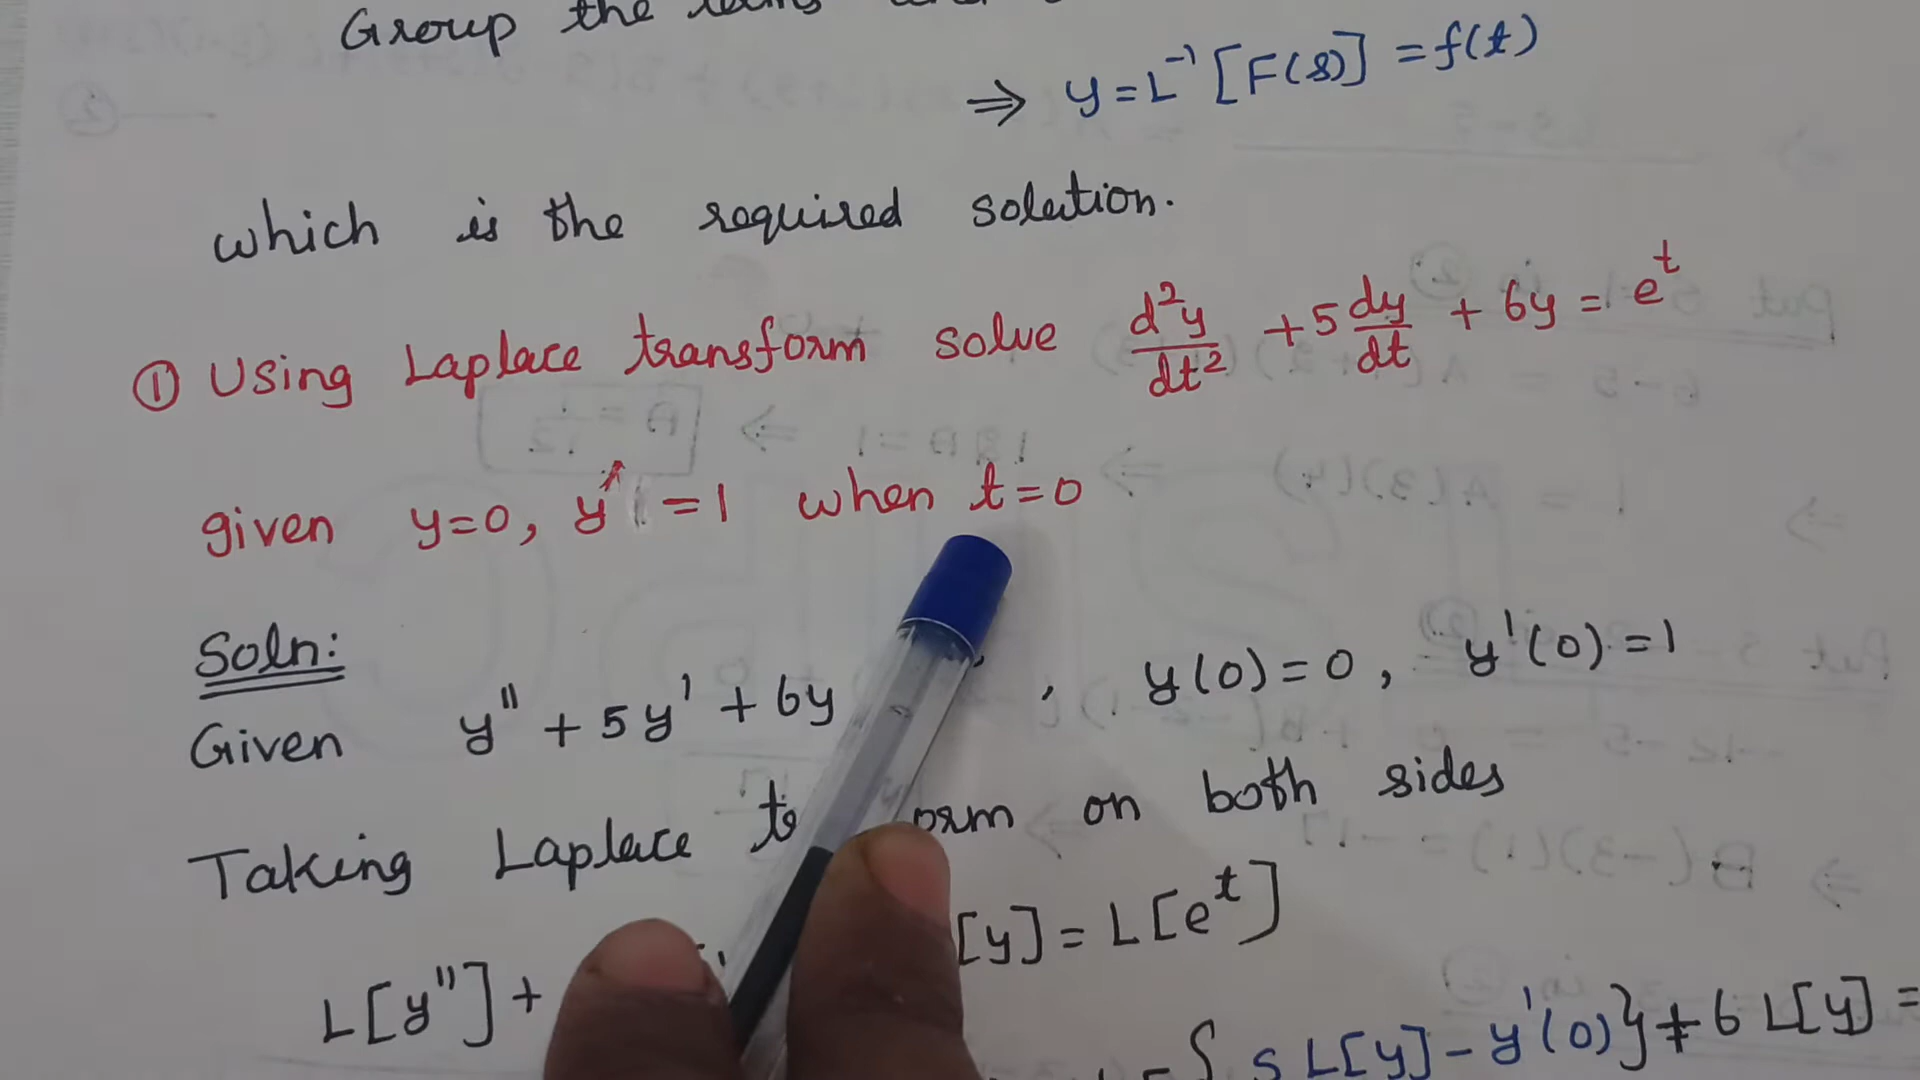 Group the terms
⇒ y = L⁻¹ [F(s)] = f(t)
which is the required solution.
① Using Laplace transform solve d²y/dt² + 5 dy/dt + 6y = e^t
given y=0, y' = 1 when t=0
Soln:
Given y'' + 5y' + 6y , y(0) = 0, y'(0) = 1
Taking Laplace on both sides
L[y''] + [y] = L[e^t]
s L[y] - y'(0)} + 6 L[y] =